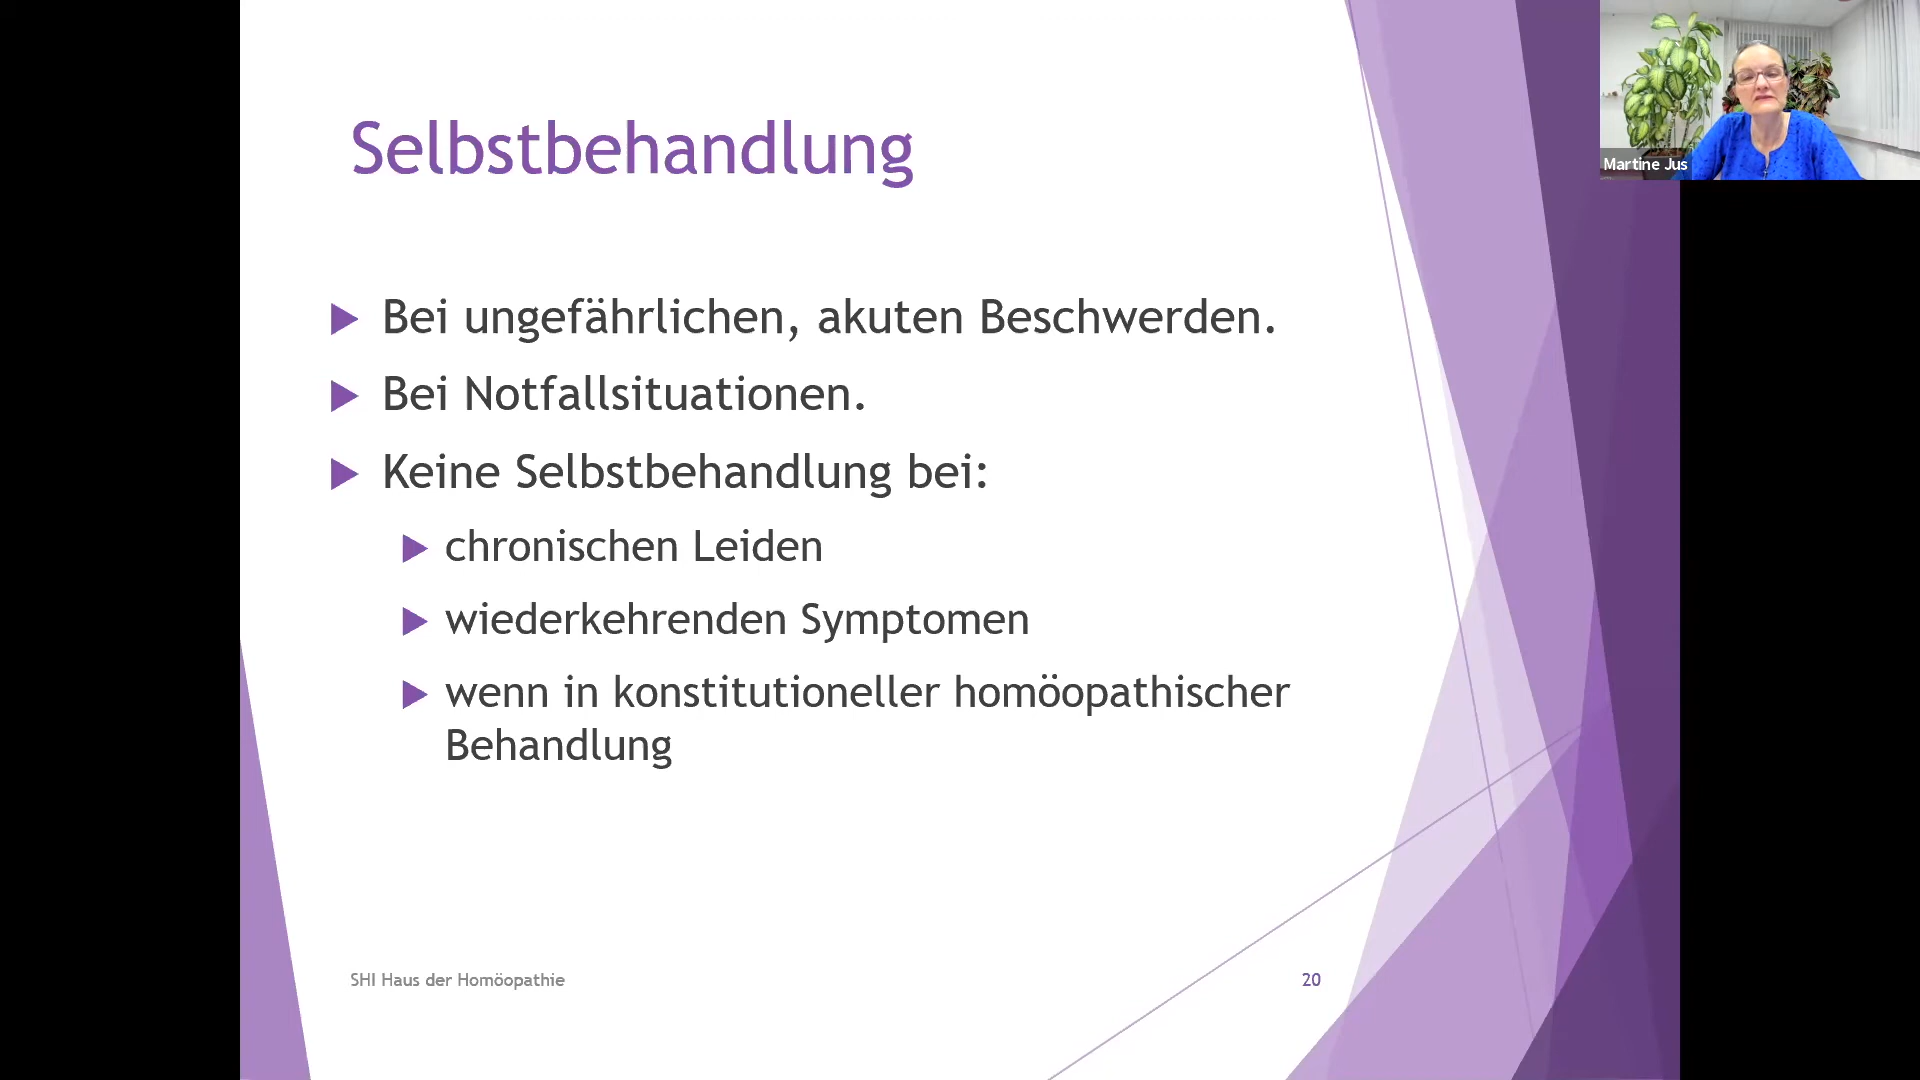 Martine Jus
Selbstbehandlung
Bei ungefährlichen, akuten Beschwerden.
Bei Notfallsituationen.
Keine Selbstbehandlung bei:
chronischen Leiden
wiederkehrenden Symptomen
wenn in konstitutioneller homöopathischer
Behandlung
SHI Haus der Homöopathie
20